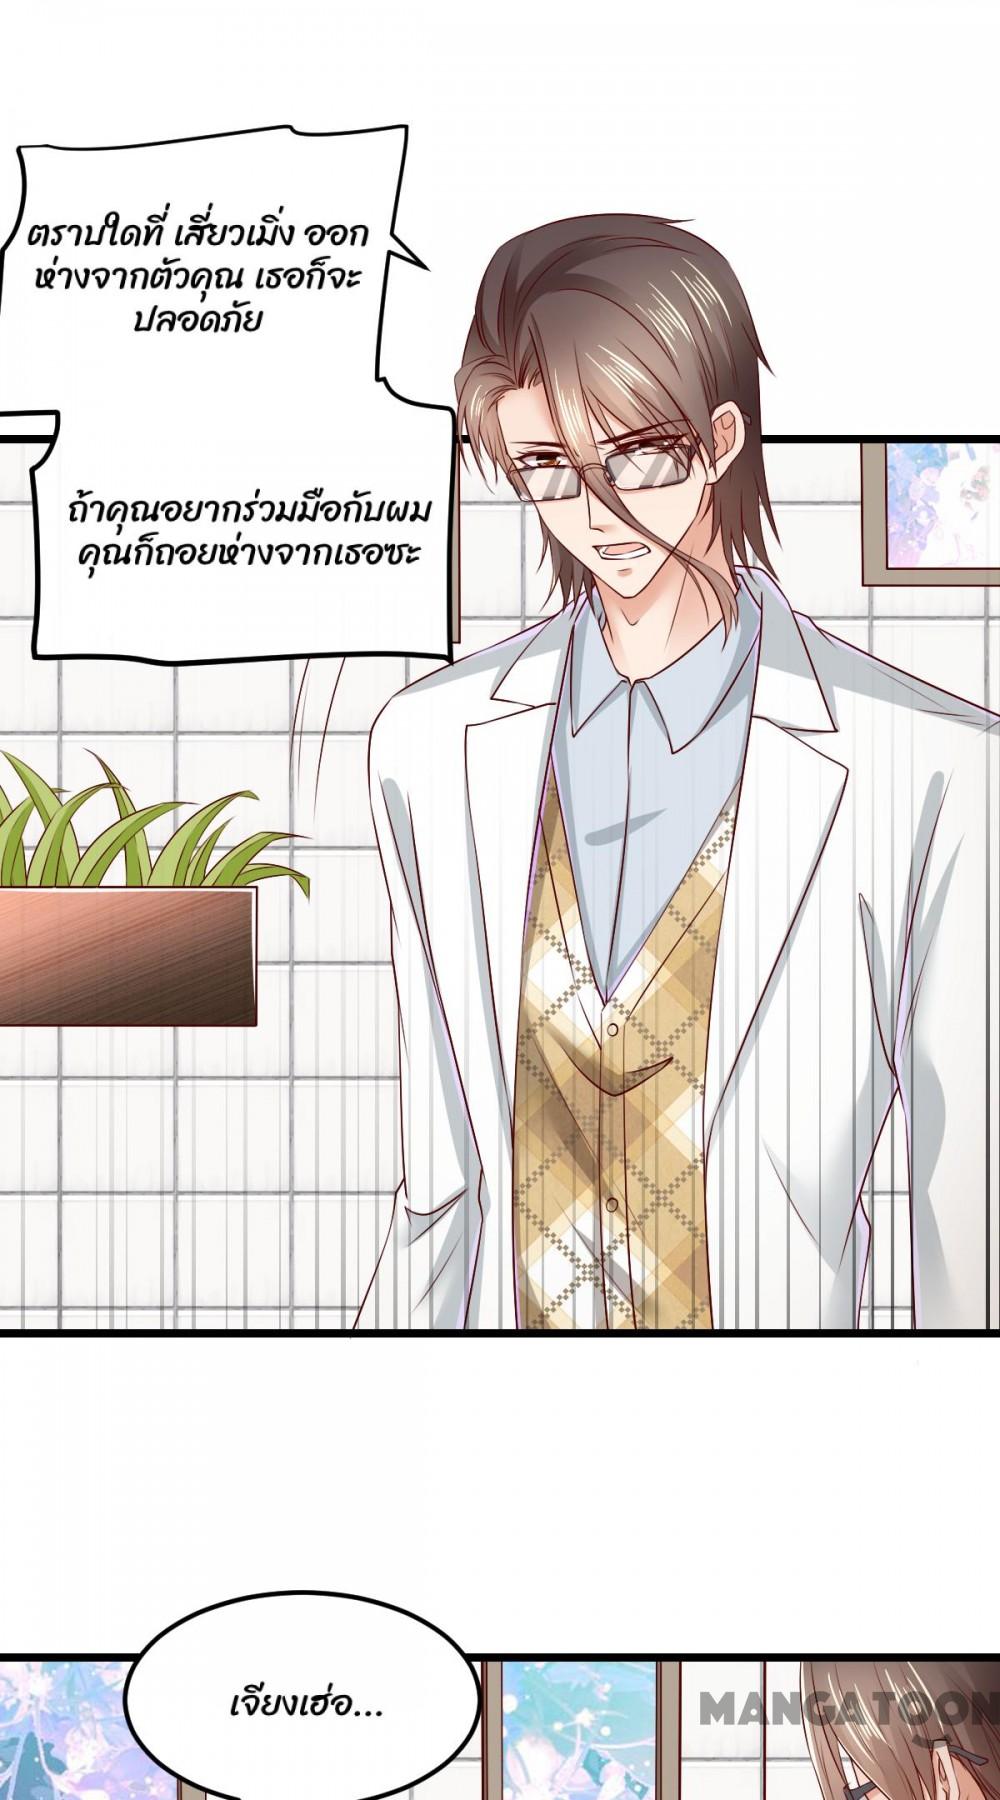 ตราบใดที่ เสี่ยวเมิ่ง ออก
ห่างจากตัวคุณ เธอก็จะ
ปลอดภัย
ถ้าคุณอยากร่วมมือกับผม
คุณก็ถอยห่างจากเธอซะ
เจียงเฮ่อ...
MANGATOON